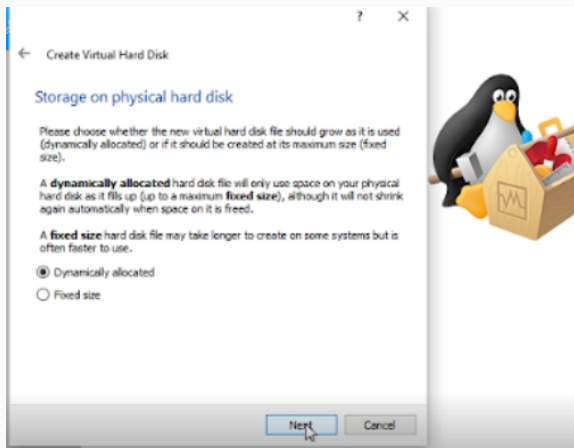 ?
Create Virtual Hard Disk
Storage on physical hard disk
Please choose whether the new virtual hard disk file should grow as it is used
(dynamically allocated) or if it should be created at its maximum size (fixed
size).
A dynamically allocated hard disk file will only use space on your physical
hard disk as it fills up (up to a maximum fixed size), although it will not shrink
again automatically when space on it is freed.
A fixed size hard disk file may take longer to create on some systems but is
often faster to use.
Dynamically allocated
Fixed size
Next Cancel